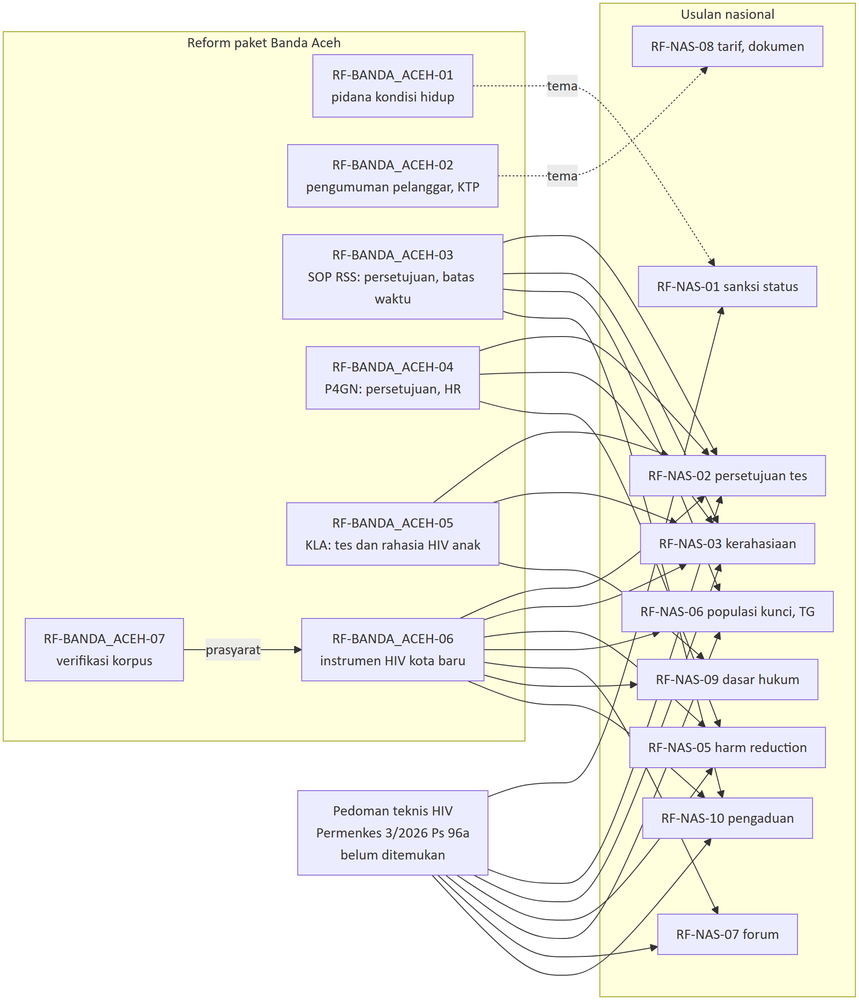 Usulan nasional
RF-NAS-08 tarif, dokumen
Reform paket Banda Aceh
RF-BANDA_ACEH-01
pidana kondisi hidup
tema
RF-BANDA_ACEH-02
pengumuman pelanggar, KTP
tema
RF-BANDA_ACEH-03
SOP RSS: persetujuan, batas
waktu
RF-NAS-01 sanksi status
RF-BANDA_ACEH-04
P4GN: persetujuan, HR
RF-NAS-02 persetujuan tes
RF-BANDA_ACEH-05
KLA: tes dan rahasia HIV anak
RF-NAS-03 kerahasiaan
RF-NAS-06 populasi kunci, TG
RF-BANDA_ACEH-07
verifikasi korpus
prasyarat
RF-BANDA_ACEH-06
instrumen HIV kota baru
RF-NAS-09 dasar hukum
RF-NAS-05 harm reduction
Pedoman teknis HIV
Permenkes 3/2026 Ps 96a
belum ditemukan
RF-NAS-10 pengaduan
RF-NAS-07 forum